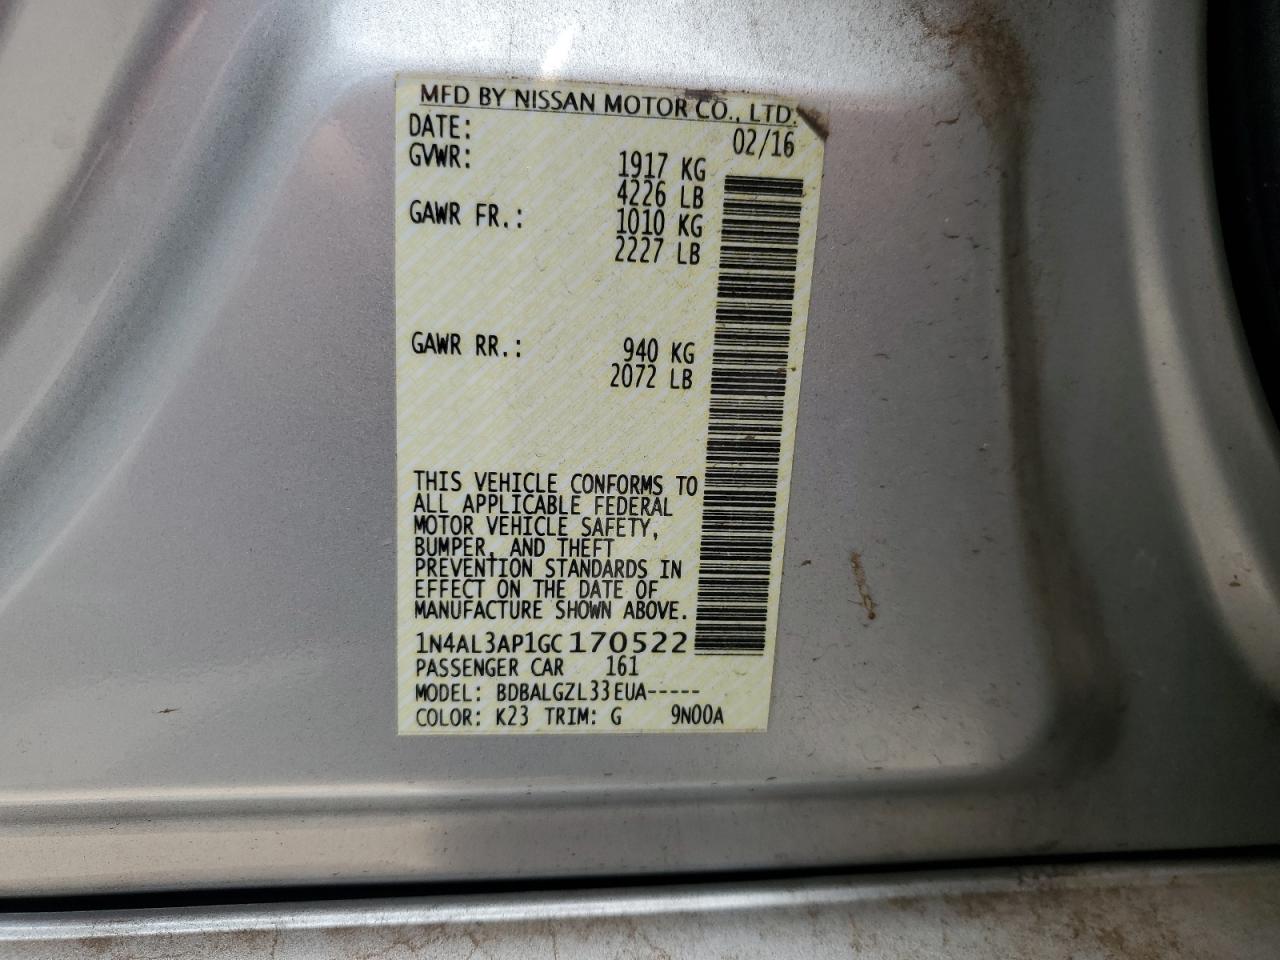 MFD BY NISSAN MOTOR CO., LTD.
DATE: 02/16
GVWR: 1917 KG
4226 LB
GAWR FR.: 1010 KG
2227 LB
GAWR RR.: 940 KG
2072 LB
THIS VEHICLE CONFORMS TO
ALL APPLICABLE FEDERAL
MOTOR VEHICLE SAFETY,
BUMPER, AND THEFT
PREVENTION STANDARDS IN
EFFECT ON THE DATE OF
MANUFACTURE SHOWN ABOVE.
1N4AL3AP1GC170522
PASSENGER CAR 161
MODEL: BDBALGZL33EUA-----
COLOR: K23 TRIM: G 9N00A